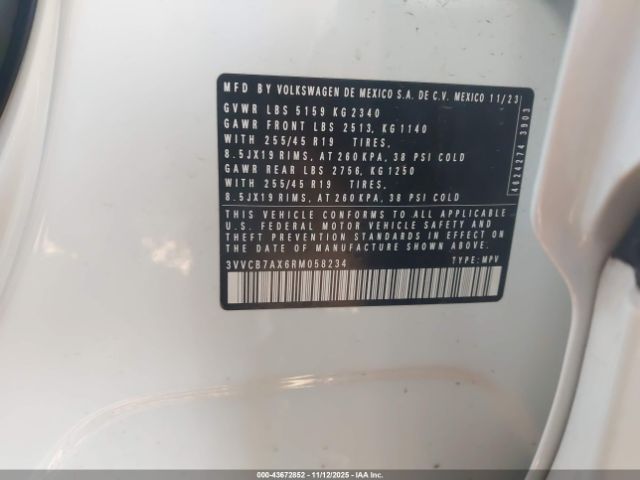 MFD BY VOLKSWAGEN DE MEXICO S.A. DE C.V. MEXICO 11/23
GVWR LBS 5159 KG 2340
GAWR FRONT LBS 2513, KG 1140
WITH 255/45 R19 TIRES,
8.5JX19 RIMS, AT 260 KPA, 38 PSI COLD
GAWR REAR LBS 2756, KG 1250
WITH 255/45 R19 TIRES,
8.5JX19 RIMS, AT 260 KPA, 38 PSI COLD
THIS VEHICLE CONFORMS TO ALL APPLICABLE
U.S. FEDERAL MOTOR VEHICLE SAFETY
STANDARDS IN EFFECT ON THE
DATE OF MANUFACTURE SHOWN ABOVE.
3VVCB7AX6RM058234 TYPE: MPV
4624274 3903
000-43672852 - 11/12/2025 - IAAI Inc.